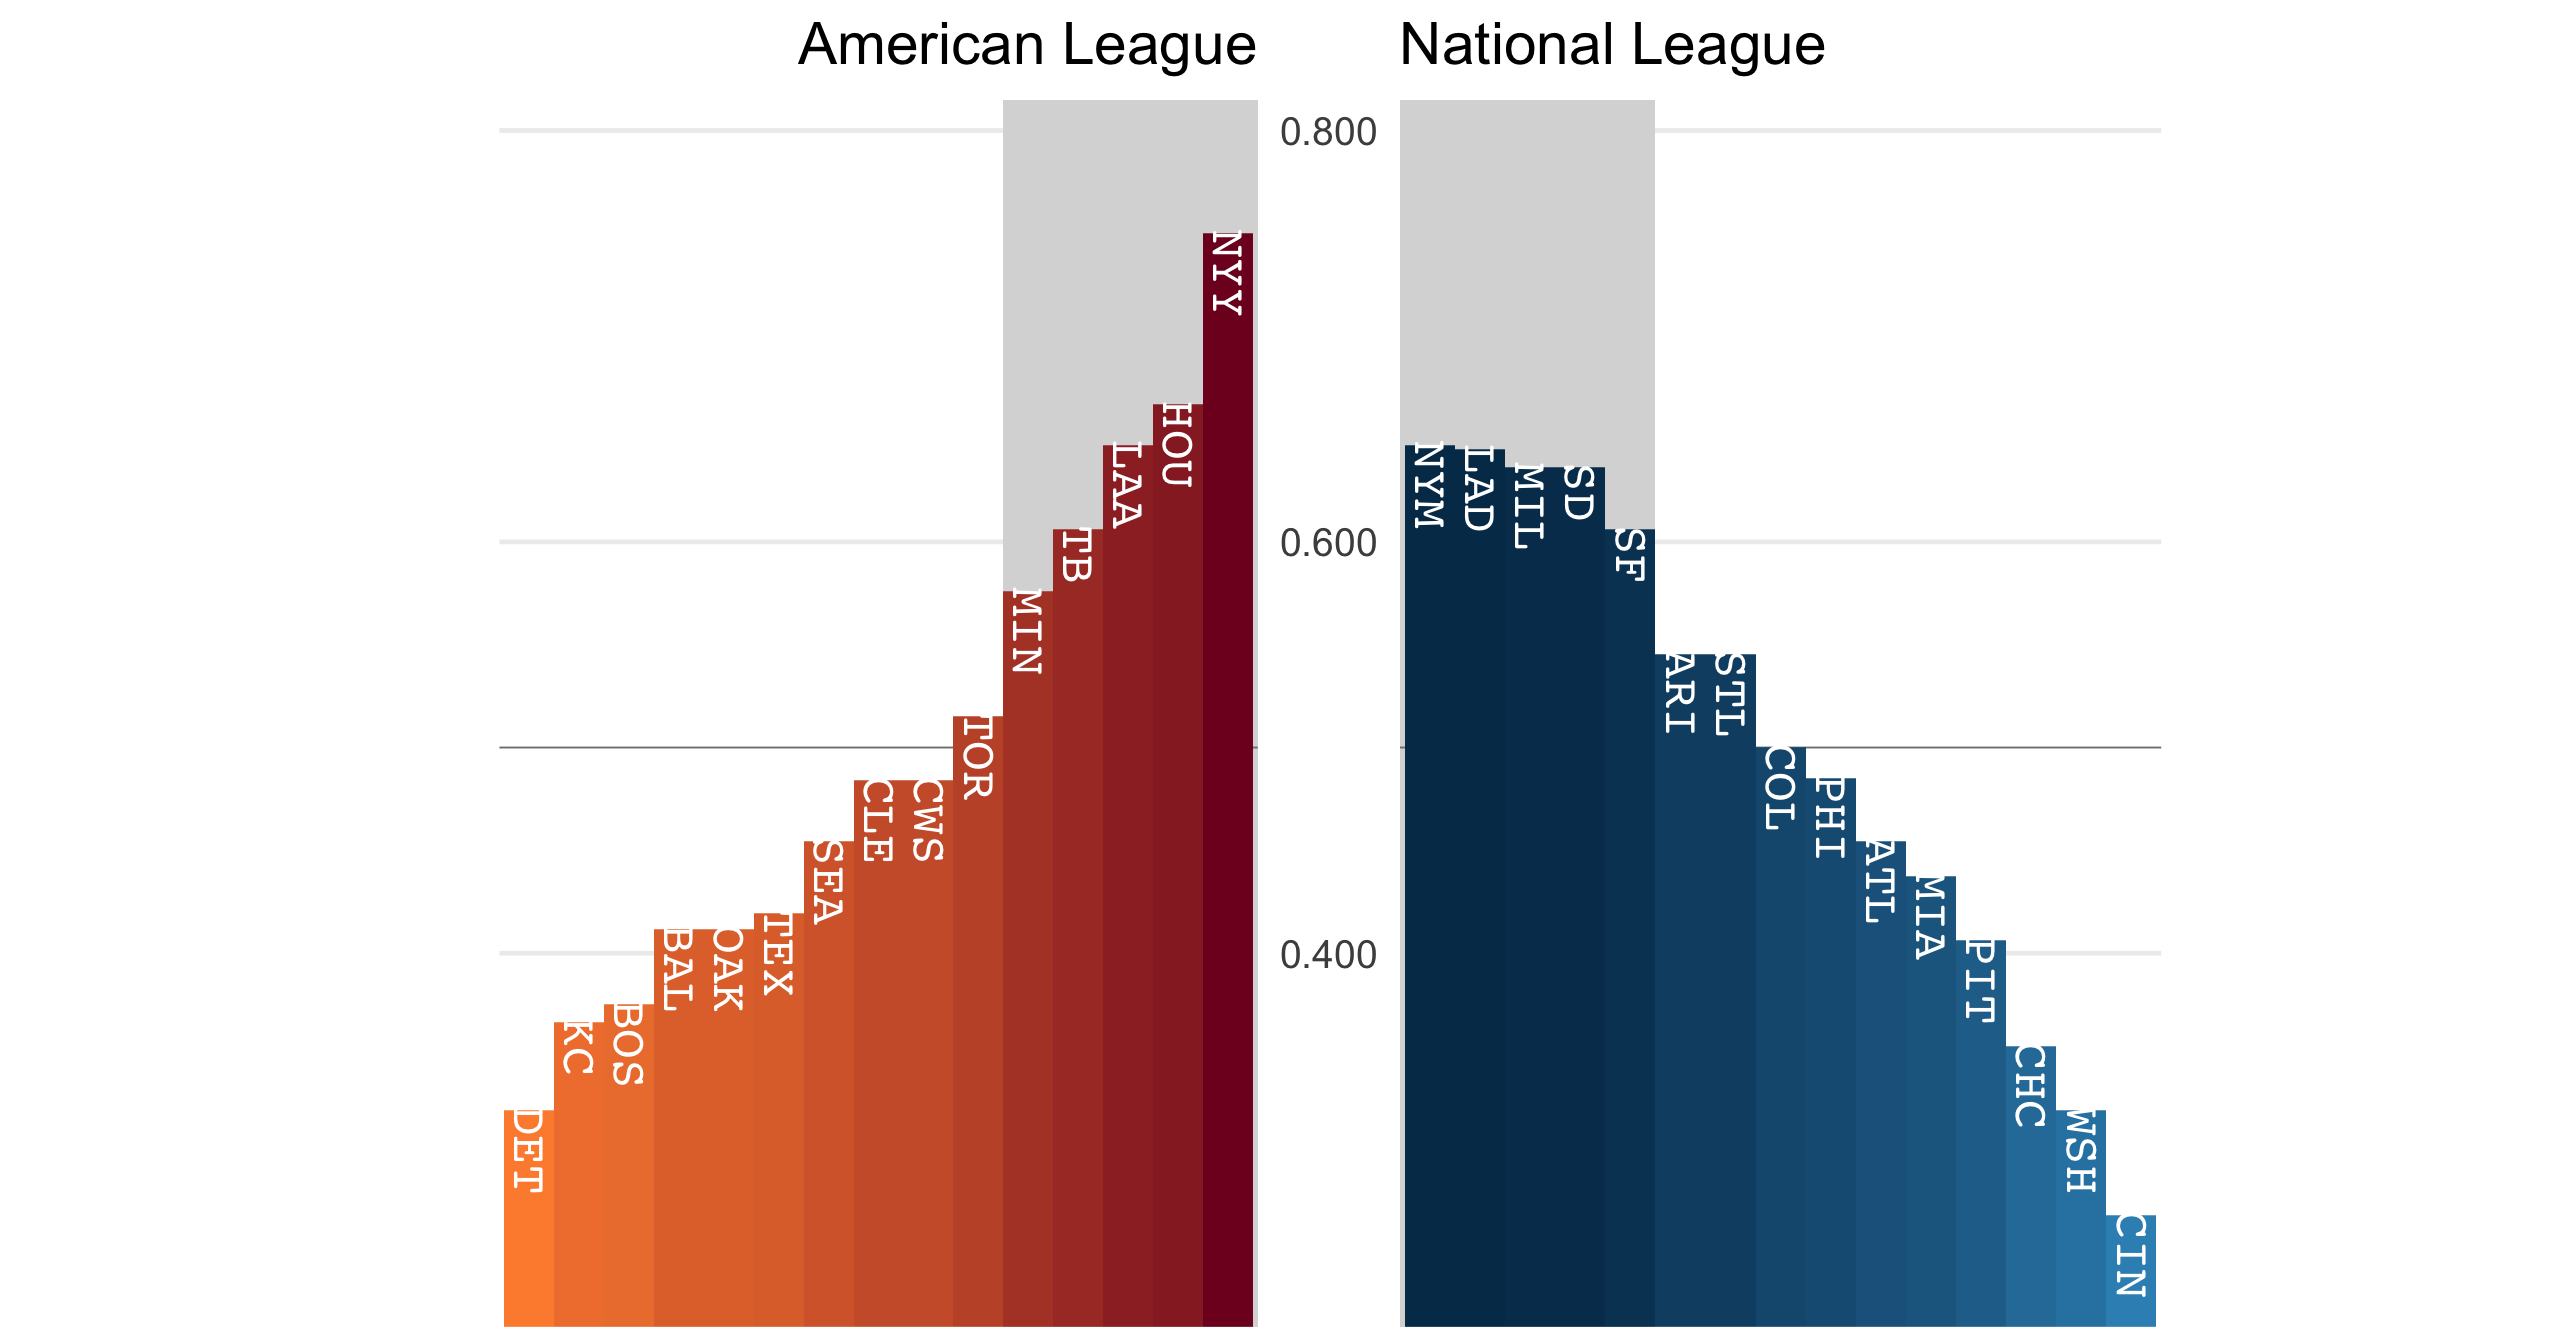 American League
National League
0.800
0.600
0.400
DET
KC
BOS
BAL
OAK
TEX
SEA
CLE
CWS
TOR
MIN
TB
LAA
HOU
NYY
NYM
LAD
MIL
SD
SF
ARI
STL
COL
PHI
ATL
MIA
PIT
CHC
WSH
CIN